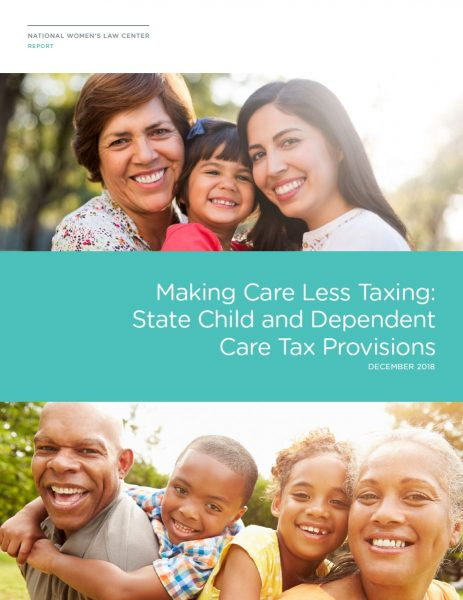 NATIONAL WOMEN'S LAW CENTER
REPORT
Making Care Less Taxing:
State Child and Dependent
Care Tax Provisions
DECEMBER 2018